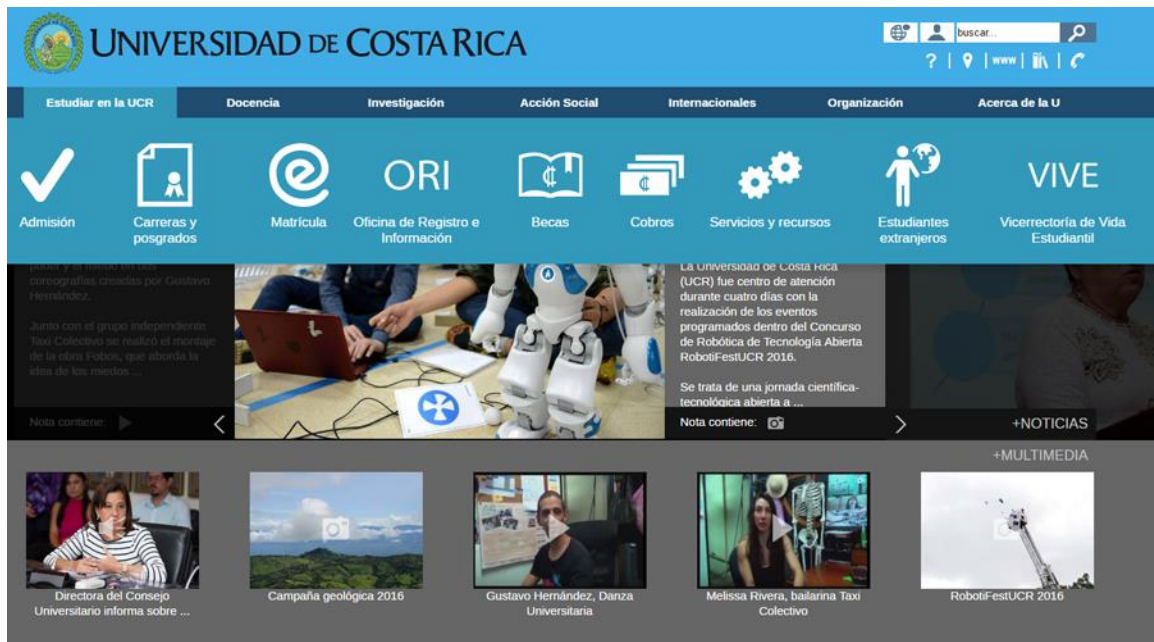 UNIVERSIDAD DE COSTA RICA
buscar...
? | | www | |
Estudiar en la UCR Docencia Investigación Acción Social Internacionales Organización Acerca de la U
ORI
VIVE
Admisión
Carreras y
posgrados
Matrícula
Oficina de Registro e
Información
Becas
Cobros
Servicios y recursos
Estudiantes
extranjeros
Vicerrectoría de Vida
Estudiantil
poder y el miedo en dos
coreografías creadas por Gustavo
Hernández.
Junto con el grupo independiente
Taxi Colectivo se realizó el montaje
de la obra Fobos, que aborda la
idea de los miedos ...
Nota contiene:
La Universidad de Costa Rica
(UCR) fue centro de atención
durante cuatro días con la
realización de los eventos
programados dentro del Concurso
de Robótica de Tecnología Abierta
RobotiFestUCR 2016.
Se trata de una jornada científica-
tecnológica abierta a ...
Nota contiene:
+NOTICIAS
+MULTIMEDIA
Directora del Consejo
Universitario informa sobre ...
Campaña geológica 2016
Gustavo Hernández, Danza
Universitaria
Melissa Rivera, bailarina Taxi
Colectivo
RobotiFestUCR 2016